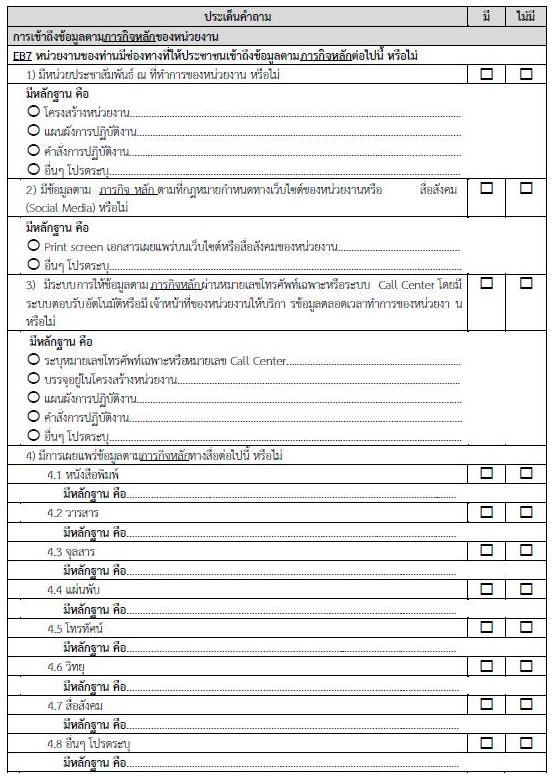 ประเด็นคำถาม มี ไม่มี
การเข้าถึงข้อมูลตามภารกิจหลักของหน่วยงาน
EB7 หน่วยงานของท่านมีช่องทางที่ให้ประชาชนเข้าถึงข้อมูลตามภารกิจหลักต่อไปนี้ หรือไม่
1) มีหน่วยประชาสัมพันธ์ ณ ที่ทำการของหน่วยงาน หรือไม่ ☐ ☐
มีหลักฐาน คือ
○ โครงสร้างหน่วยงาน....................
○ แผนผังการปฏิบัติงาน....................
○ คำสั่งการปฏิบัติงาน....................
○ อื่นๆ โปรดระบุ....................
2) มีข้อมูลตาม ภารกิจ หลัก ตามที่กฎหมายกำหนดทางเว็บไซต์ของหน่วยงานหรือ สื่อสังคม ☐ ☐
(Social Media) หรือไม่
มีหลักฐาน คือ
○ Print screen เอกสารเผยแพร่บนเว็บไซต์หรือสื่อสังคมของหน่วยงาน....................
○ อื่นๆ โปรดระบุ....................
3) มีระบบการให้ข้อมูลตามภารกิจหลักผ่านหมายเลขโทรศัพท์เฉพาะหรือระบบ Call Center โดยมี ☐ ☐
ระบบตอบรับอัตโนมัติหรือมี เจ้าหน้าที่ของหน่วยงานให้บริกา รข้อมูลตลอดเวลาทำการของหน่วยงา น
หรือไม่
มีหลักฐาน คือ
○ ระบุหมายเลขโทรศัพท์เฉพาะหรือหมายเลข Call Center....................
○ บรรจุอยู่ในโครงสร้างหน่วยงาน....................
○ แผนผังการปฏิบัติงาน....................
○ คำสั่งการปฏิบัติงาน....................
○ อื่นๆ โปรดระบุ....................
4) มีการเผยแพร่ข้อมูลตามภารกิจหลักทางสื่อต่อไปนี้ หรือไม่
4.1 หนังสือพิมพ์ ☐ ☐
มีหลักฐาน คือ....................
4.2 วารสาร ☐ ☐
มีหลักฐาน คือ....................
4.3 จุลสาร ☐ ☐
มีหลักฐาน คือ....................
4.4 แผ่นพับ ☐ ☐
มีหลักฐาน คือ....................
4.5 โทรทัศน์ ☐ ☐
มีหลักฐาน คือ....................
4.6 วิทยุ ☐ ☐
มีหลักฐาน คือ....................
4.7 สื่อสังคม ☐ ☐
มีหลักฐาน คือ....................
4.8 อื่นๆ โปรดระบุ ☐ ☐
มีหลักฐาน คือ....................